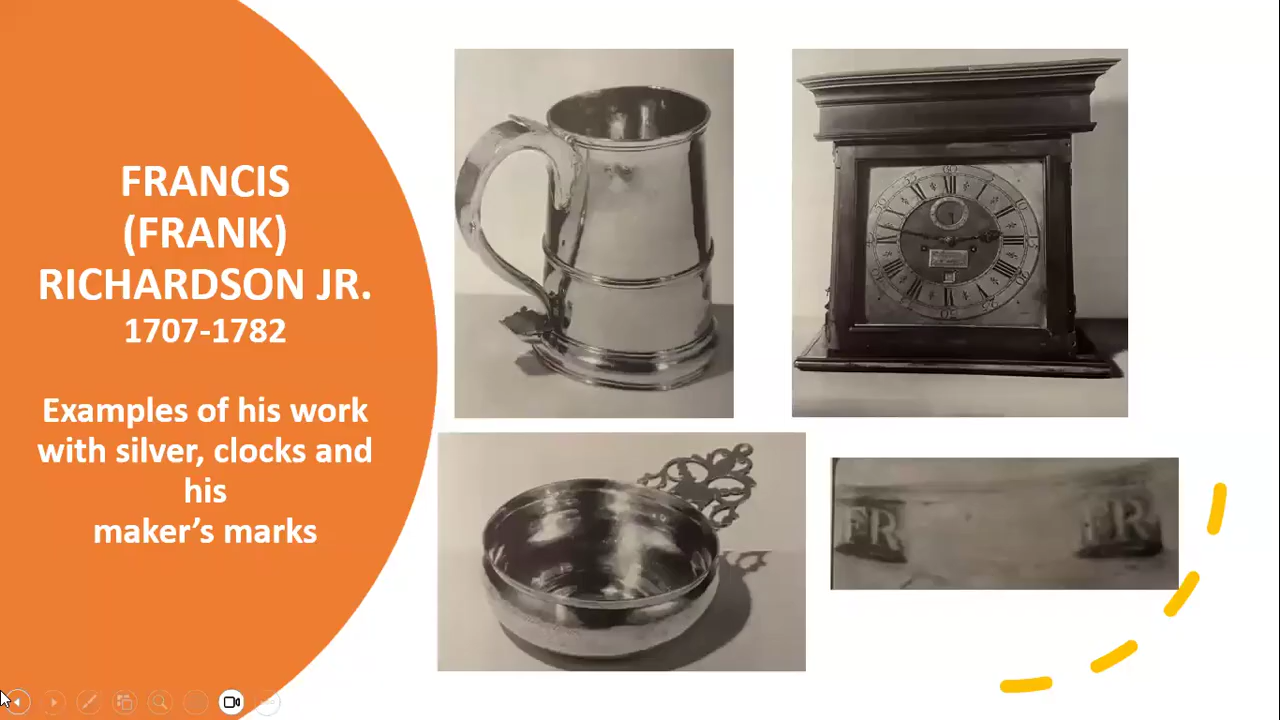 FRANCIS
(FRANK)
RICHARDSON JR.
1707-1782
Examples of his work
with silver, clocks and
his
maker's marks
FR
FR